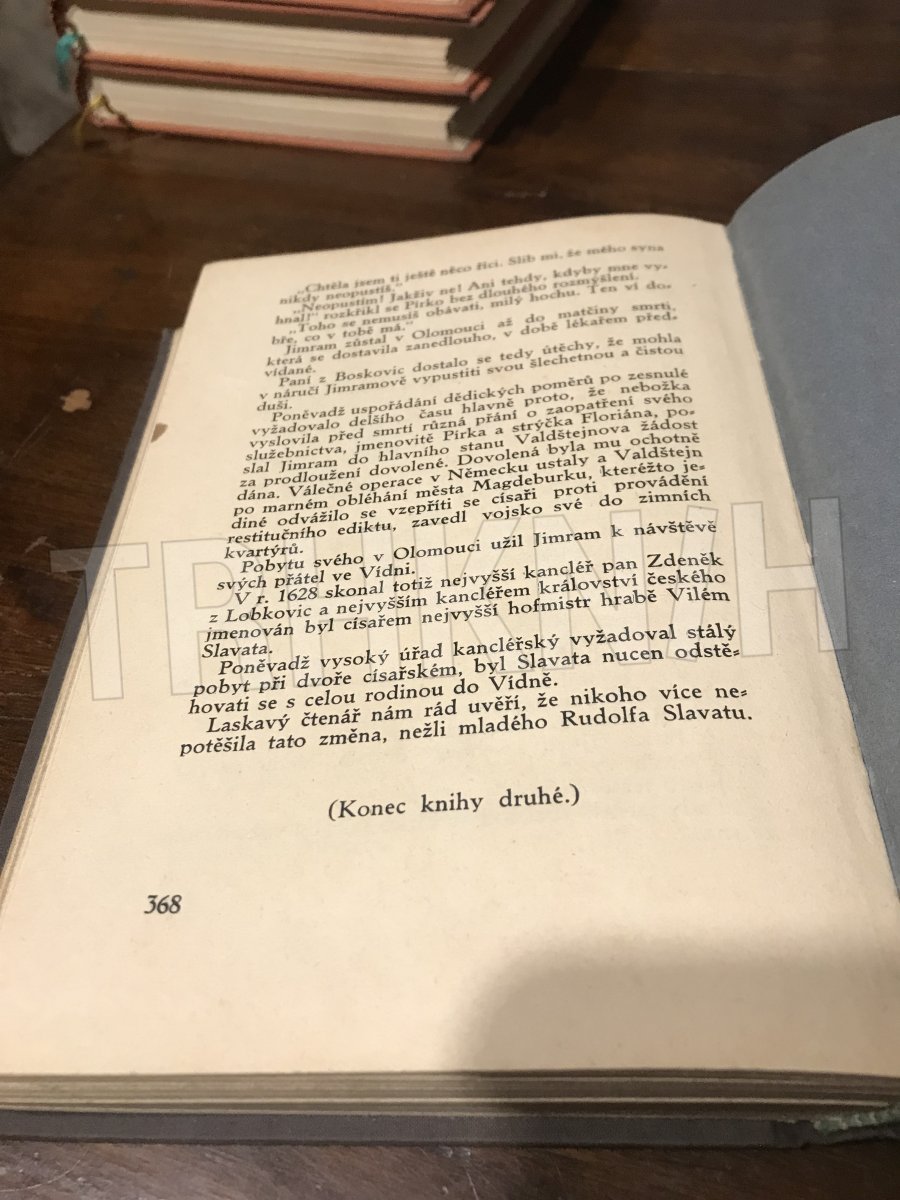 „Chtěla jsem ti ještě něco říci. Slib mi, že mého syna
nikdy neopustíš."
„Neopustím! Jakživ ne! Ani tehdy, kdyby mne vy-
hnal!" rozkřikl se Pírko bez dlouhého rozmýšlení.
„Toho se nemusíš obávati, milý hochu. Ten ví do-
bře, co v tobě má."
Jimram zůstal v Olomouci až do matčiny smrti,
která se dostavila zanedlouho, v době lékařem před-
vídané.
Paní z Boskovic dostalo se tedy útěchy, že mohla
v náručí Jimramově vypustiti svou šlechetnou a čistou
duši.
Poněvadž uspořádání dědických poměrů po zesnulé
vyžadovalo delšího času hlavně proto, že nebožka
vyslovila před smrtí různá přání o zaopatření svého
služebnictva, jmenovitě Pírka a strýčka Floriána, po-
slal Jimram do hlavního stanu Valdštejnova žádost
za prodloužení dovolené. Dovolená byla mu ochotně
dána. Válečné operace v Německu ustaly a Valdštejn
po marném obléhání města Magdeburku, kteréžto je-
diné odvážilo se vzepříti se císaři proti provádění
restitučního ediktu, zavedl vojsko své do zimních
kvartýrů.
Pobytu svého v Olomouci užil Jimram k návštěvě
svých přátel ve Vídni.
V r. 1628 skonal totiž nejvyšší kancléř pan Zdeněk
z Lobkovic a nejvyšším kancléřem království českého
jmenován byl císařem nejvyšší hofmistr hrabě Vilém
Slavata.
Poněvadž vysoký úřad kancléřský vyžadoval stálý
pobyt při dvoře císařském, byl Slavata nucen odstě-
hovati se s celou rodinou do Vídně.
Laskavý čtenář nám rád uvěří, že nikoho více ne-
potěšila tato změna, nežli mladého Rudolfa Slavatu.
(Konec knihy druhé.)
368